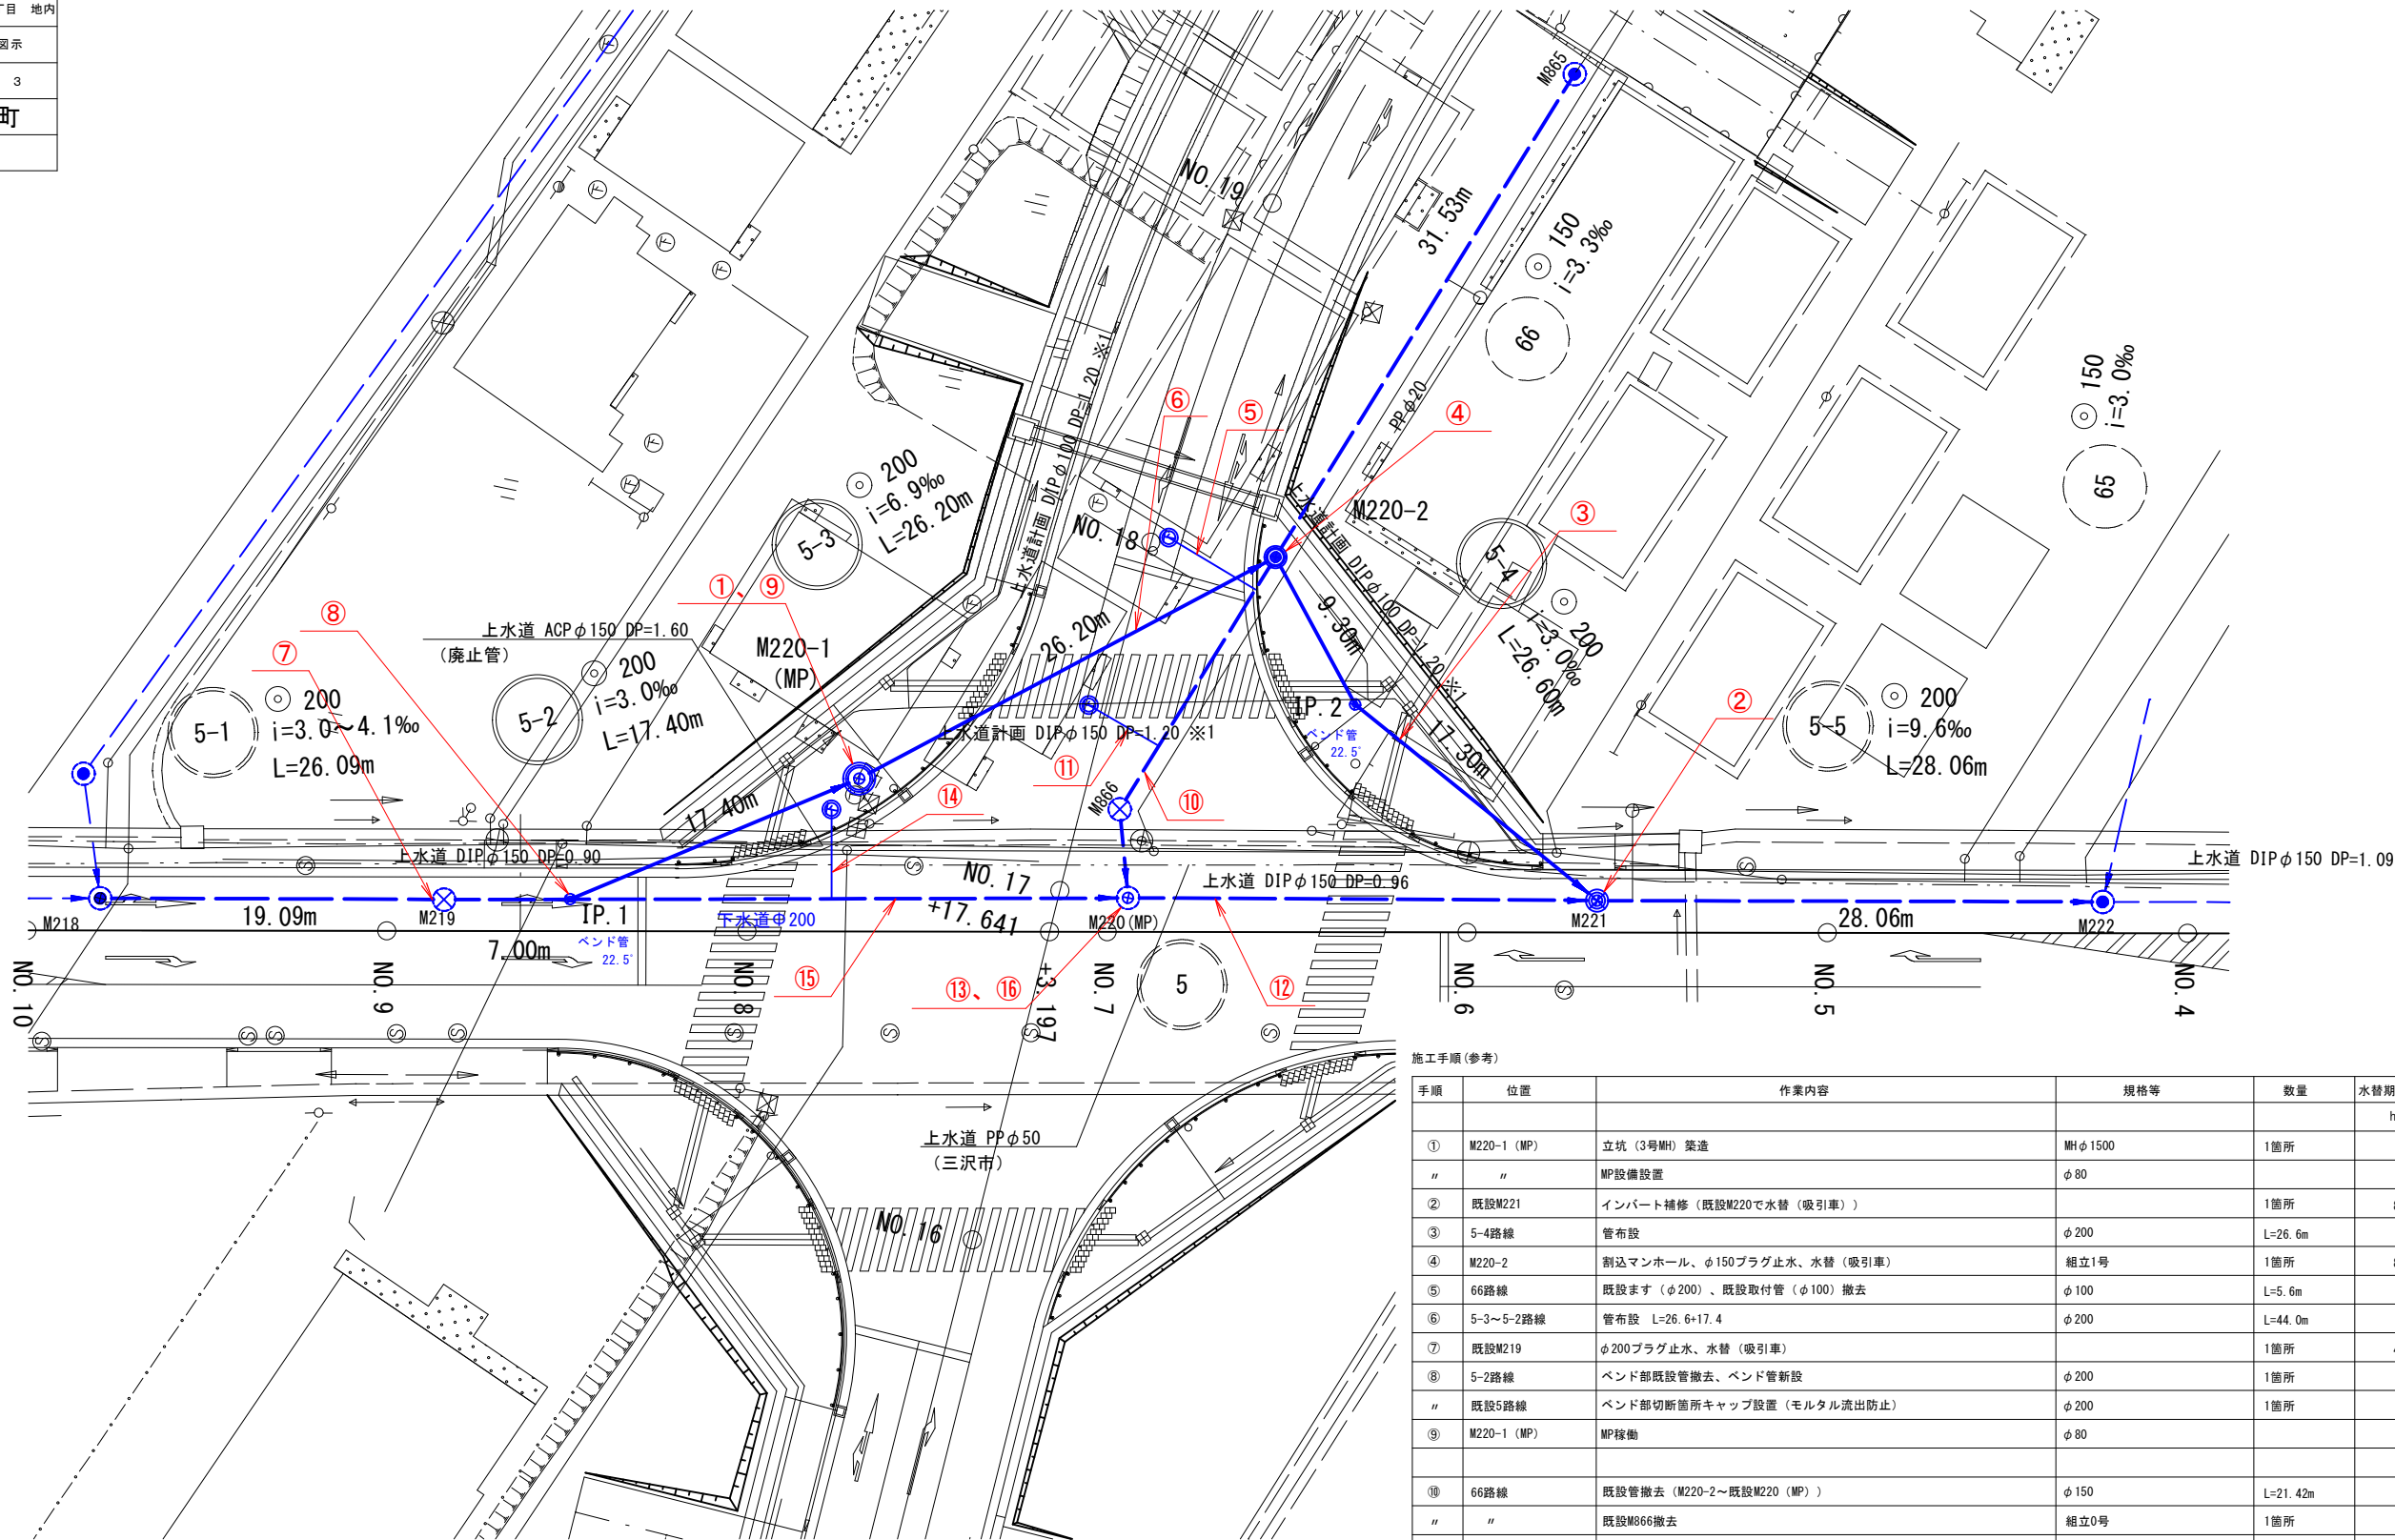 丁目 地内
図示
3
町
M865
NO.19
31.53m
150
i=3.3‰
66
150
i=3.0‰
65
PPφ20
上水道計画 DIPφ100 DP=1.20 ※1
⑥
⑤
④
③
200
i=6.9‰
L=26.20m
5-3
NO.18
M220-2
上水道計画 DIPφ100 DP=1.20 ※1
5-4
200
i=3.0‰
L=26.60m
①、⑨
⑧
⑦
上水道 ACPφ150 DP=1.60
(廃止管)
M220-1
(MP)
26.20m
9.30m
IP.2
ベンド管
22.5°
17.30m
②
5-1
200
i=3.0～4.1‰
L=26.09m
5-2
200
i=3.0‰
L=17.40m
上水道計画 DIPφ150 DP=1.20 ※1
⑪
⑩
⑭
M866
5-5
200
i=9.6‰
L=28.06m
17.40m
上水道 DIPφ150 DP=0.90
NO.17
+17.641
上水道 DIPφ150 DP=0.96
上水道 DIPφ150 DP=1.09
M218
19.09m
M219
IP.1
ベンド管
22.5°
7.00m
下水道φ200
M220(MP)
M221
28.06m
M222
⑮
⑬、⑯
⑫
5
NO.10
NO.9
NO.8
+3.197
NO.7
NO.6
NO.5
NO.4
上水道 PPφ50
(三沢市)
NO.16
施工手順(参考)
手順 位置 作業内容 規格等 数量 水替期
h
① M220-1 (MP) 立坑 (3号MH) 築造 MHφ1500 1箇所
〃 〃 MP設備設置 φ80
② 既設M221 インバート補修 (既設M220で水替 (吸引車)) 1箇所
③ 5-4路線 管布設 φ200 L=26.6m
④ M220-2 割込マンホール、φ150プラグ止水、水替 (吸引車) 組立1号 1箇所
⑤ 66路線 既設ます (φ200) 、既設取付管 (φ100) 撤去 φ100 L=5.6m
⑥ 5-3～5-2路線 管布設 L=26.6+17.4 φ200 L=44.0m
⑦ 既設M219 φ200プラグ止水、水替 (吸引車) 1箇所
⑧ 5-2路線 ベンド部既設管撤去、ベンド管新設 φ200 1箇所
〃 既設5路線 ベンド部切断箇所キャップ設置 (モルタル流出防止) φ200 1箇所
⑨ M220-1 (MP) MP稼働 φ80
⑩ 66路線 既設管撤去 (M220-2～既設M220 (MP) ) φ150 L=21.42m
〃 〃 既設M866撤去 組立0号 1箇所